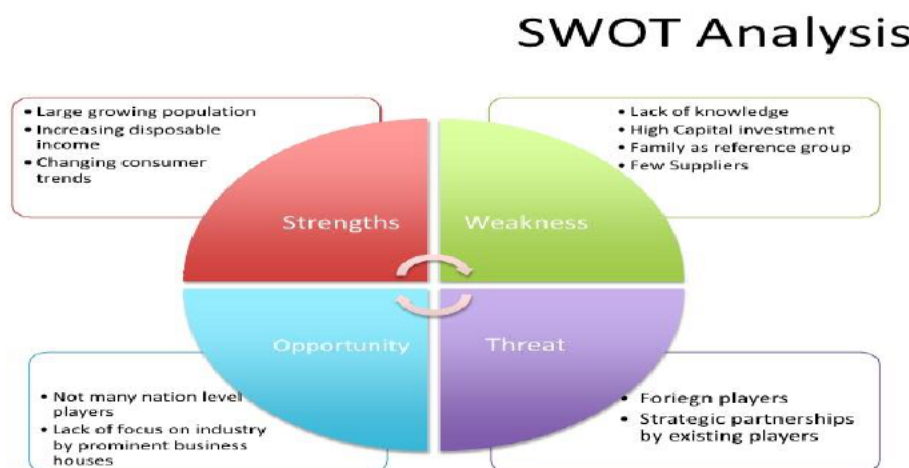 SWOT Analysis
• Large growing population
• Increasing disposable
income
• Changing consumer
trends
• Lack of knowledge
• High Capital investment
• Family as reference group
• Few Suppliers
Strengths
Weakness
Opportunity
Threat
• Not many nation level
players
• Lack of focus on industry
by prominent business
houses
• Foriegn players
• Strategic partnerships
by existing players